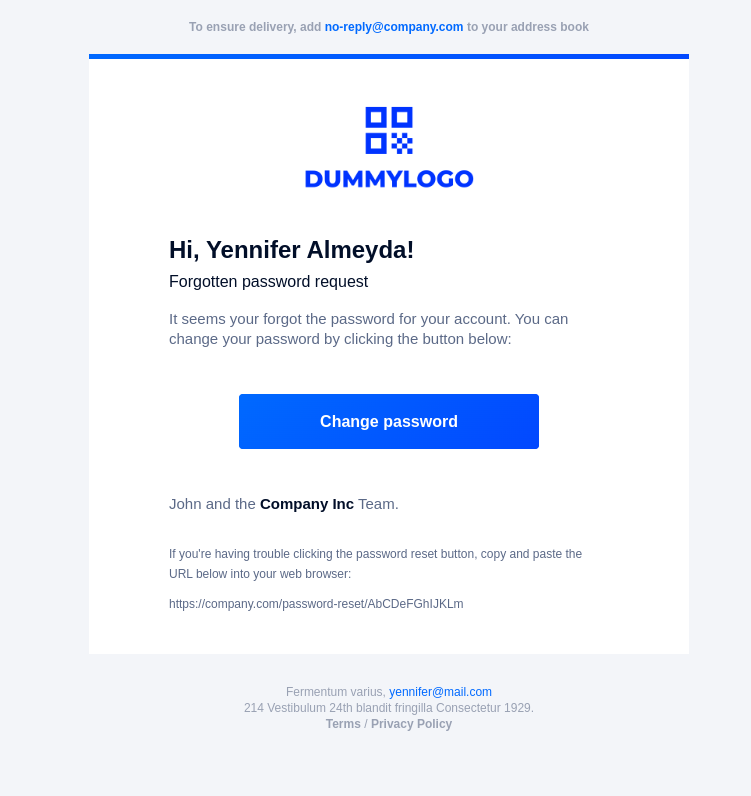 To ensure delivery, add no-reply@company.com to your address book
DUMMYLOGO
Hi, Yennifer Almeyda!
Forgotten password request
It seems your forgot the password for your account. You can
change your password by clicking the button below:
Change password
John and the Company Inc Team.
If you're having trouble clicking the password reset button, copy and paste the
URL below into your web browser:
https://company.com/password-reset/AbCDeFGhIJKLm
Fermentum varius, yennifer@mail.com
214 Vestibulum 24th blandit fringilla Consectetur 1929.
Terms / Privacy Policy